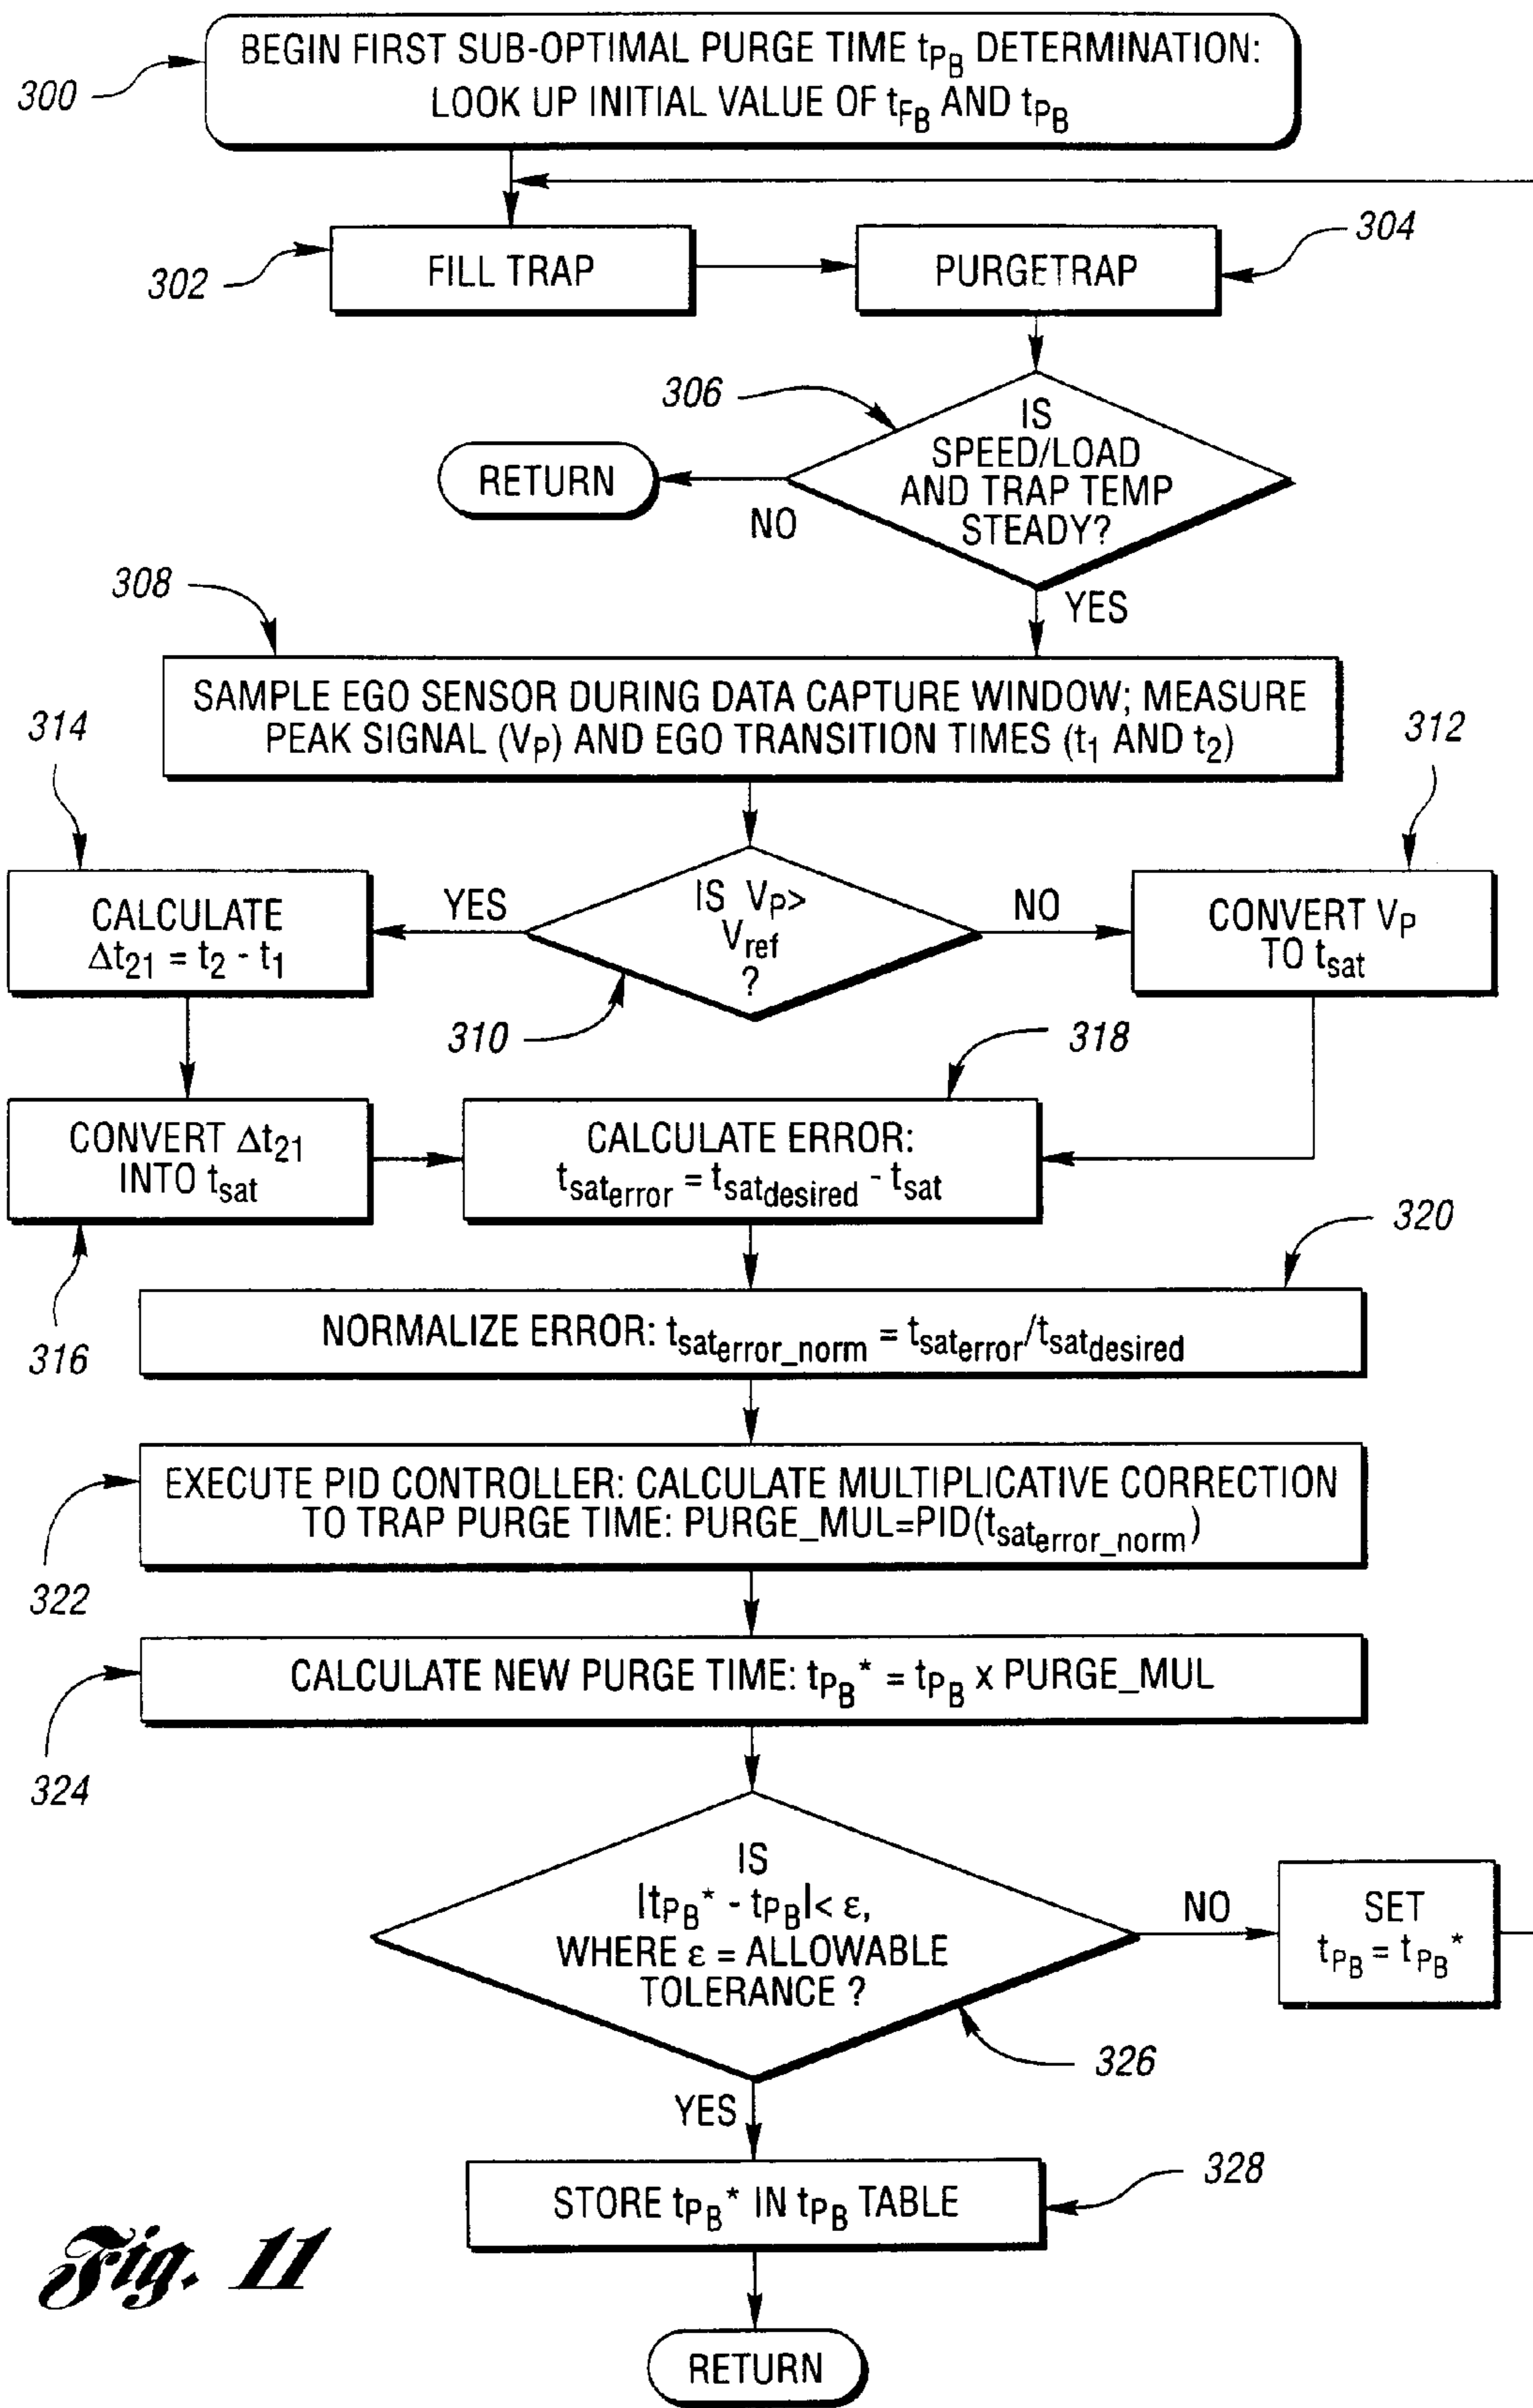 BEGIN FIRST SUB-OPTIMAL PURGE TIME tPB DETERMINATION:
LOOK UP INITIAL VALUE OF tFB AND tPB
300
302
FILL TRAP
PURGETRAP
304
306
IS
SPEED/LOAD
AND TRAP TEMP
STEADY?
RETURN
NO
YES
308
SAMPLE EGO SENSOR DURING DATA CAPTURE WINDOW; MEASURE
PEAK SIGNAL (VP) AND EGO TRANSITION TIMES (t1 AND t2)
314
312
CALCULATE
Δt21 = t2 - t1
YES
IS VP>
Vref
?
NO
CONVERT VP
TO tsat
310
318
CONVERT Δt21
INTO tsat
CALCULATE ERROR:
tsaterror = tsatdesired - tsat
316
320
NORMALIZE ERROR: tsaterror_norm = tsaterror/tsatdesired
EXECUTE PID CONTROLLER: CALCULATE MULTIPLICATIVE CORRECTION
TO TRAP PURGE TIME: PURGE_MUL=PID(tsaterror_norm)
322
CALCULATE NEW PURGE TIME: tPB* = tPB x PURGE_MUL
324
IS
|tPB* - tPB|< ε,
WHERE ε = ALLOWABLE
TOLERANCE ?
NO
SET
tPB = tPB*
326
YES
STORE tPB* IN tPB TABLE
328
RETURN
Fig. 11